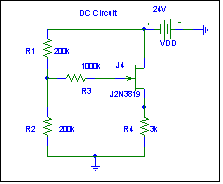 DC Circuit
24V
VDD
R1
200k
1000k
R3
J4
J2N3819
R2
200k
R4
3k